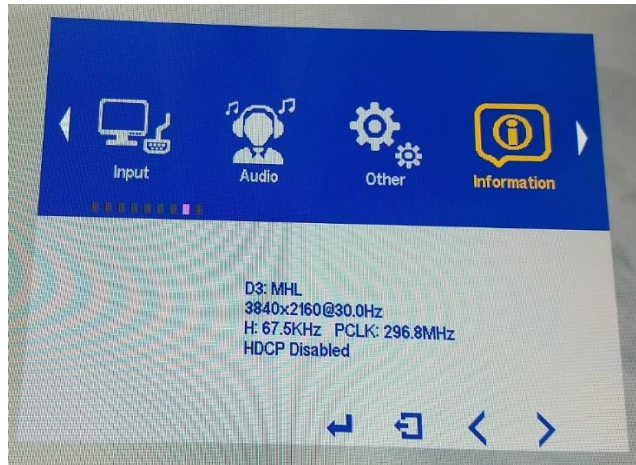 Input
Audio
Other
Information
D3: MHL
3840x2160@30.0Hz
H: 67.5KHz PCLK: 296.8MHz
HDCP Disabled